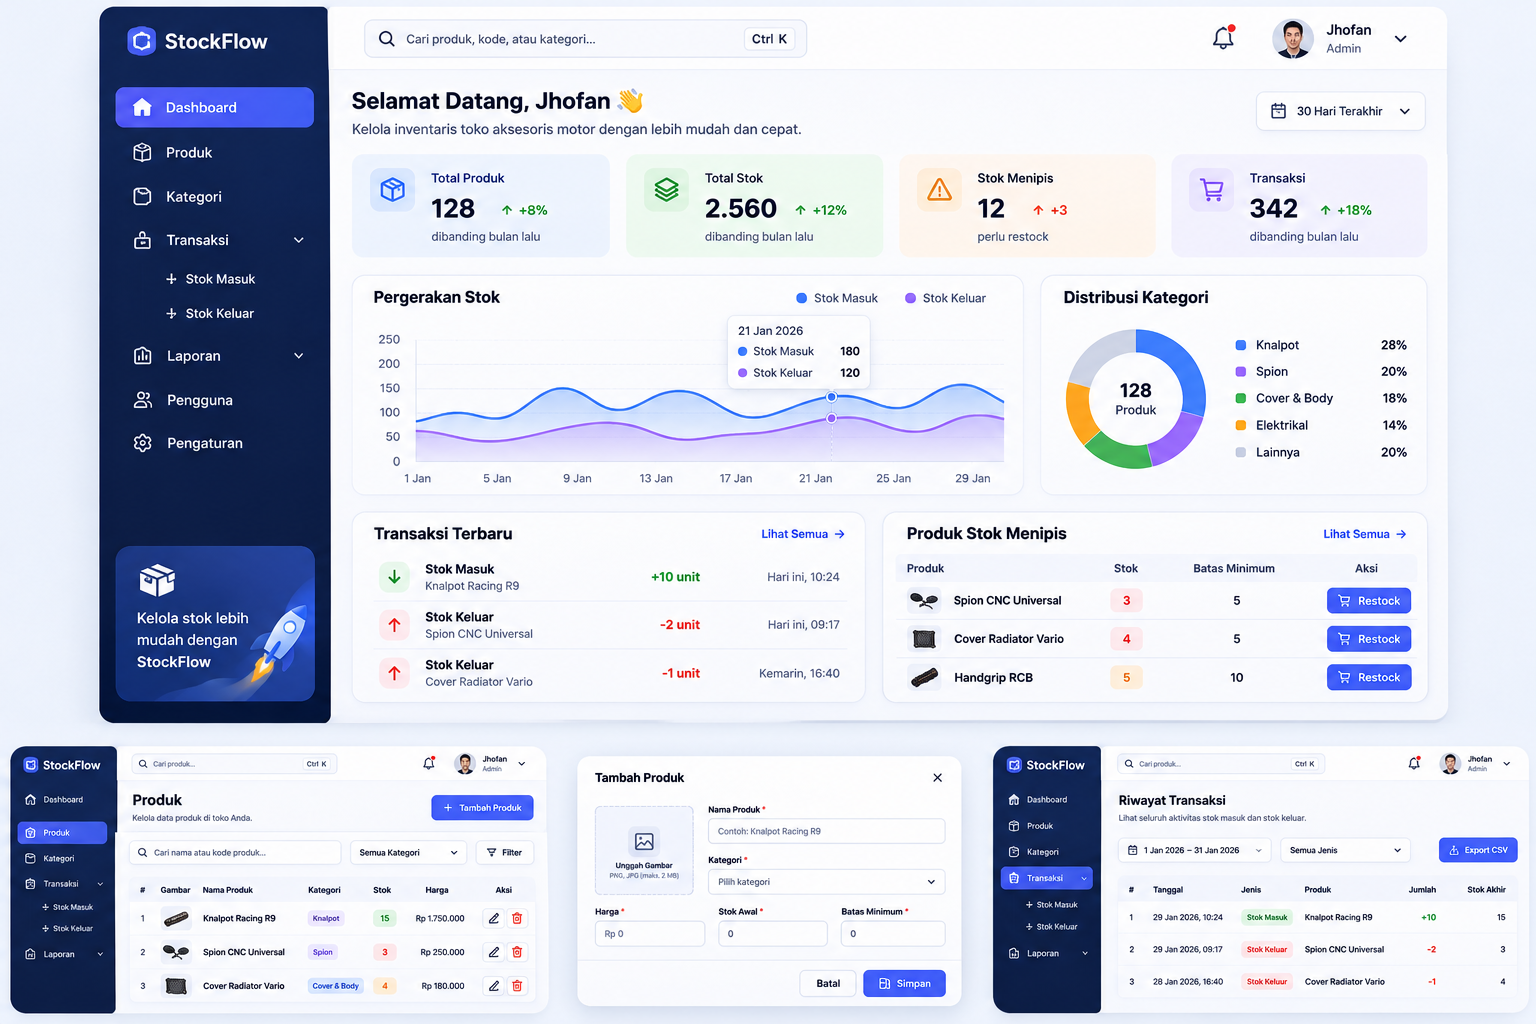 StockFlow
Dashboard
Produk
Kategori
Transaksi
Stok Masuk
Stok Keluar
Laporan
Pengguna
Pengaturan
Kelola stok lebih
mudah dengan
StockFlow
Cari produk, kode, atau kategori...
Ctrl K
Jhofan
Admin
Selamat Datang, Jhofan 👋
Kelola inventaris toko aksesoris motor dengan lebih mudah dan cepat.
30 Hari Terakhir
Total Produk
128 ↑ +8%
dibanding bulan lalu
Total Stok
2.560 ↑ +12%
dibanding bulan lalu
Stok Menipis
12 ↑ +3
perlu restock
Transaksi
342 ↑ +18%
dibanding bulan lalu
Pergerakan Stok
Stok Masuk
Stok Keluar
250
200
150
100
50
0
21 Jan 2026
Stok Masuk 180
Stok Keluar 120
1 Jan 5 Jan 9 Jan 13 Jan 17 Jan 21 Jan 25 Jan 29 Jan
Distribusi Kategori
128
Produk
Knalpot 28%
Spion 20%
Cover & Body 18%
Elektrikal 14%
Lainnya 20%
Transaksi Terbaru
Lihat Semua →
Stok Masuk
Knalpot Racing R9
+10 unit
Hari ini, 10:24
Stok Keluar
Spion CNC Universal
-2 unit
Hari ini, 09:17
Stok Keluar
Cover Radiator Vario
-1 unit
Kemarin, 16:40
Produk Stok Menipis
Lihat Semua →
Produk Stok Batas Minimum Aksi
Spion CNC Universal 3 5 Restock
Cover Radiator Vario 4 5 Restock
Handgrip RCB 5 10 Restock
StockFlow
Dashboard
Produk
Kategori
Transaksi
+ Stok Masuk
+ Stok Keluar
Laporan
Cari produk...
Ctrl K
Jhofan
Admin
Produk
Kelola data produk di toko Anda.
+ Tambah Produk
Cari nama atau kode produk...
Semua Kategori
Filter
# Gambar Nama Produk Kategori Stok Harga Aksi
1 Knalpot Racing R9 Knalpot 15 Rp 1.750.000
2 Spion CNC Universal Spion 3 Rp 250.000
3 Cover Radiator Vario Cover & Body 4 Rp 180.000
Tambah Produk
Unggah Gambar
PNG, JPG (maks. 2 MB)
Nama Produk *
Contoh: Knalpot Racing R9
Kategori *
Pilih kategori
Harga *
Rp 0
Stok Awal *
0
Batas Minimum *
0
Batal
Simpan
StockFlow
Dashboard
Produk
Kategori
Transaksi
+ Stok Masuk
+ Stok Keluar
Laporan
Cari produk...
Ctrl K
Jhofan
Admin
Riwayat Transaksi
Lihat seluruh aktivitas stok masuk dan stok keluar.
1 Jan 2026 – 31 Jan 2026
Semua Jenis
Export CSV
# Tanggal Jenis Produk Jumlah Stok Akhir
1 29 Jan 2026, 10:24 Stok Masuk Knalpot Racing R9 +10 15
2 29 Jan 2026, 09:17 Stok Keluar Spion CNC Universal -2 3
3 28 Jan 2026, 16:40 Stok Keluur Cover Radiator Vario -1 4